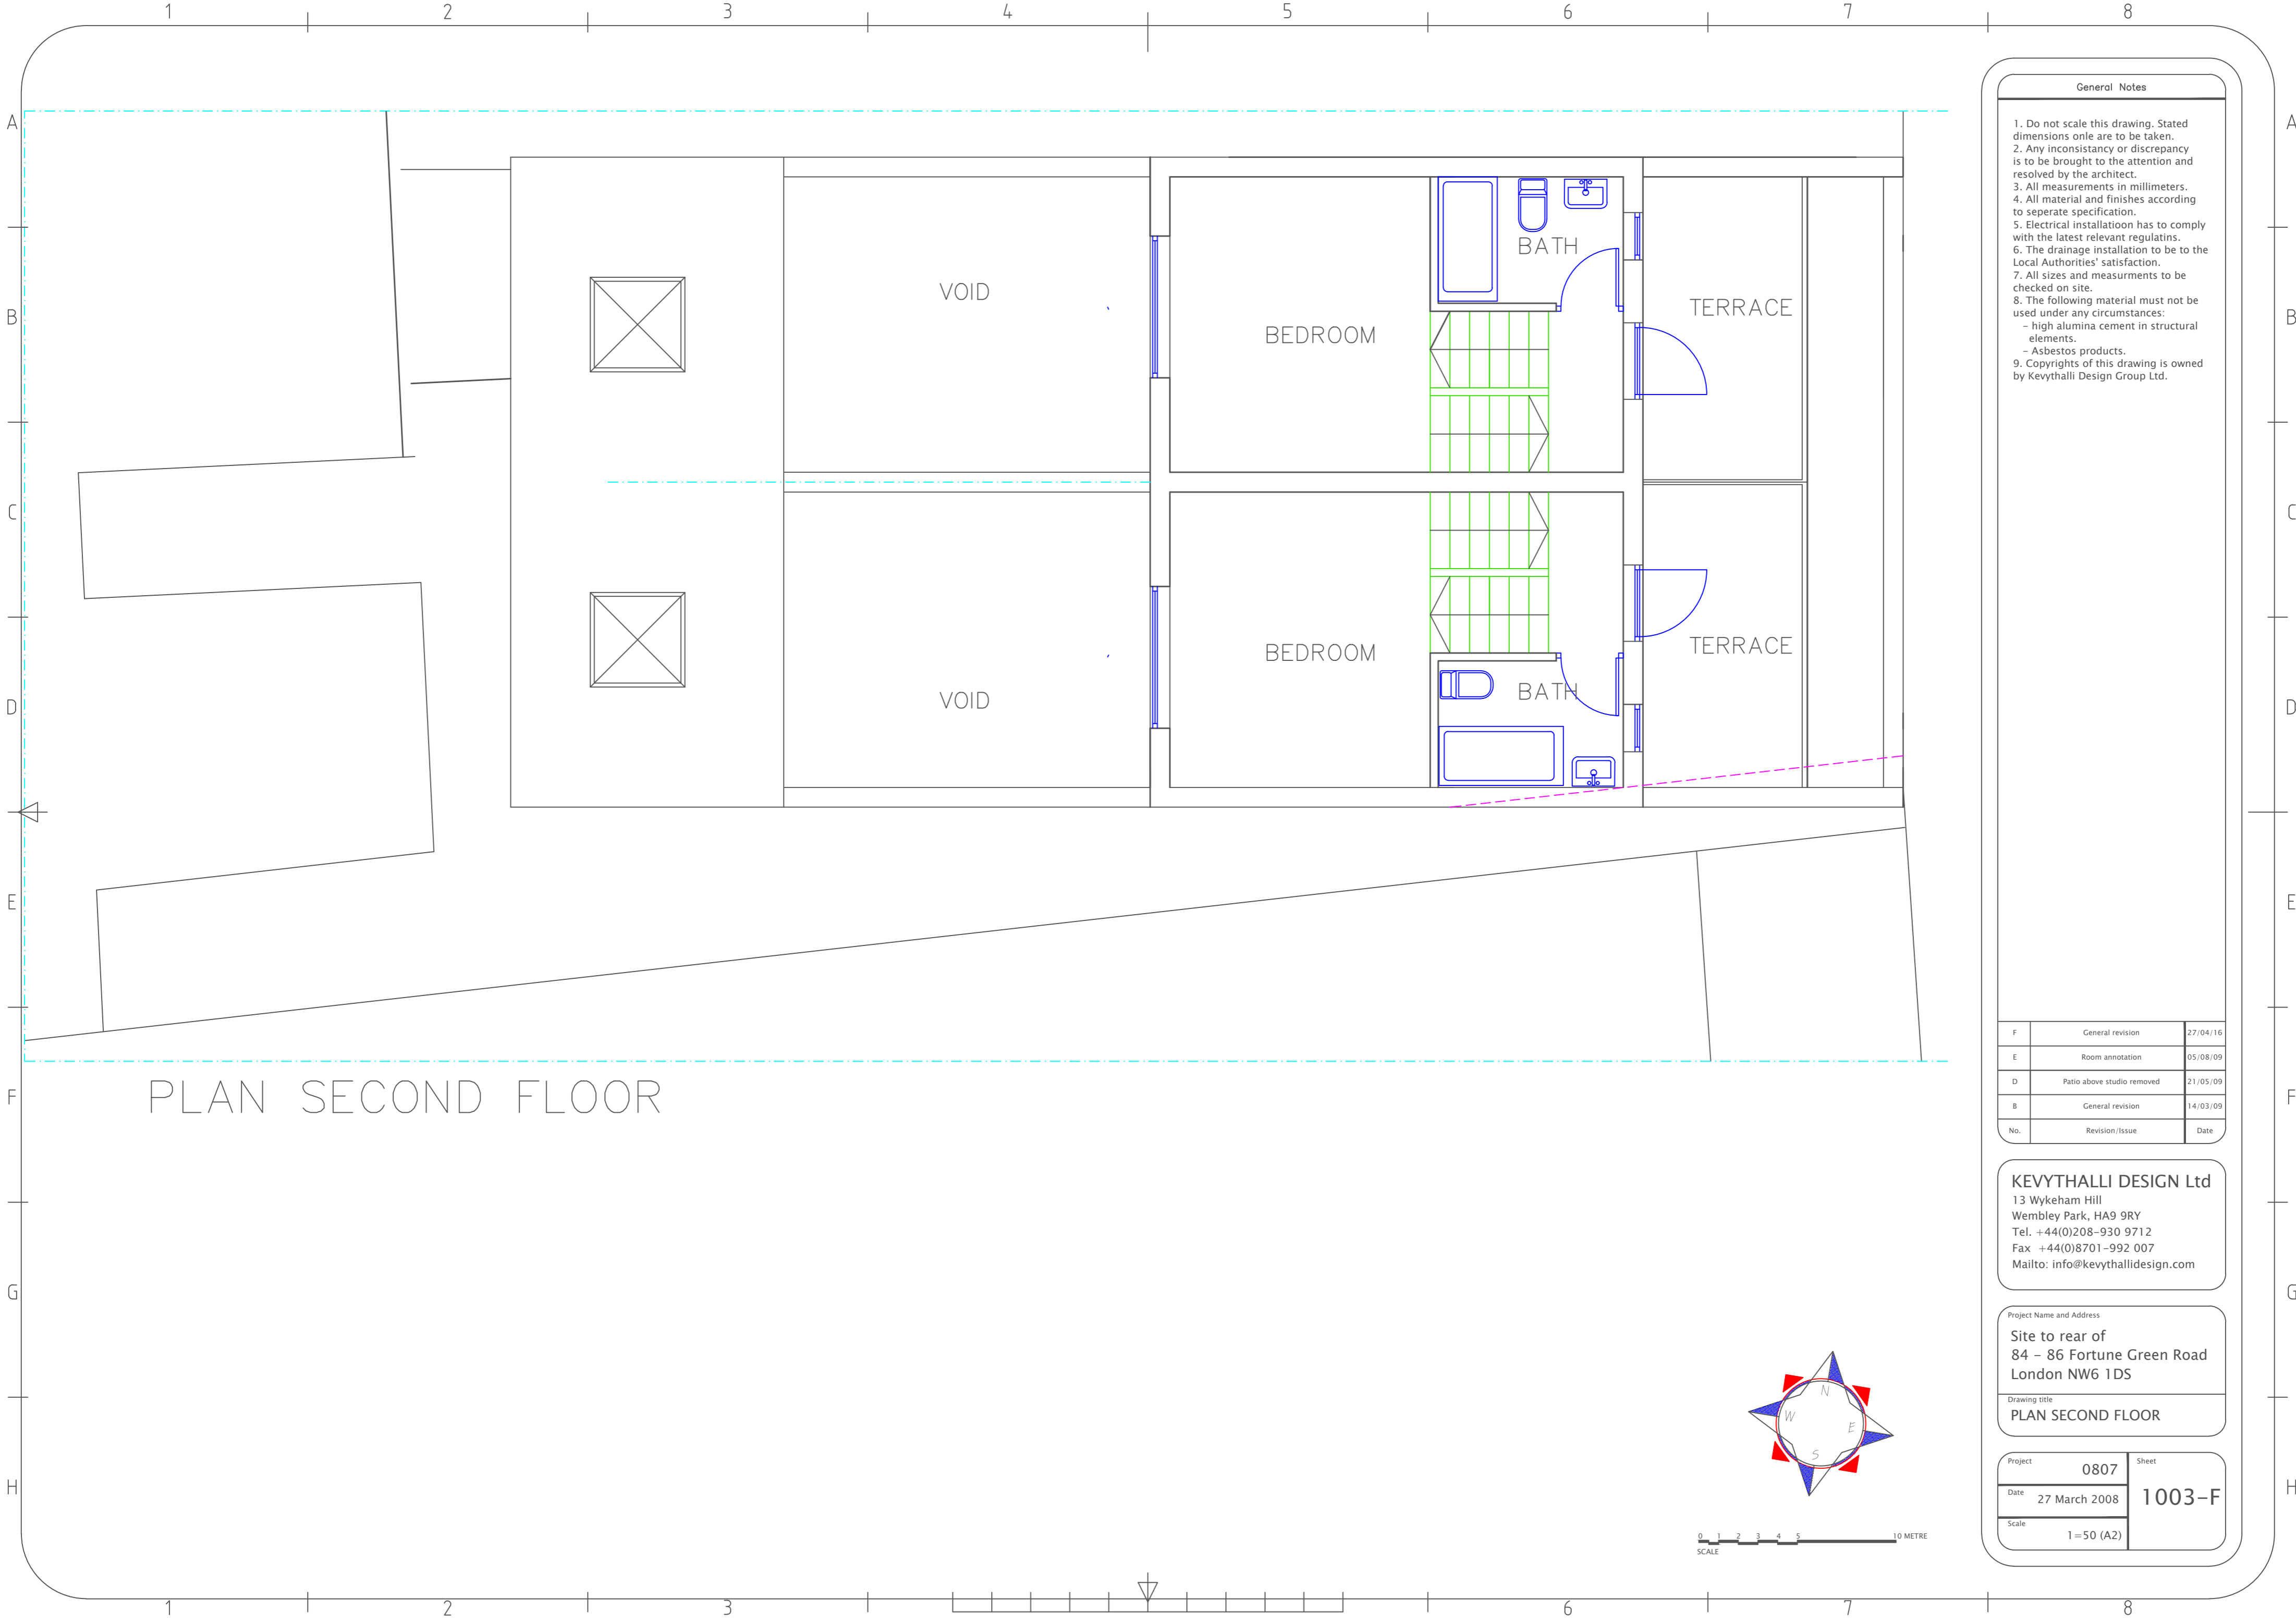 1 2 3 4 5 6 7 8
A A
B B
C C
D D
E E
F F
G G
H H
VOID
BEDROOM
BATH
TERRACE
VOID
BEDROOM
BATH
TERRACE
PLAN SECOND FLOOR
N
W
E
S
0 1 2 3 4 5 10 METRE
SCALE
1 2 3 6 7 8
General Notes
1. Do not scale this drawing. Stated
dimensions onle are to be taken.
2. Any inconsistancy or discrepancy
is to be brought to the attention and
resolved by the architect.
3. All measurements in millimeters.
4. All material and finishes according
to seperate specification.
5. Electrical installatioon has to comply
with the latest relevant regulatins.
6. The drainage installation to be to the
Local Authorities' satisfaction.
7. All sizes and measurments to be
checked on site.
8. The following material must not be
used under any circumstances:
- high alumina cement in structural
elements.
- Asbestos products.
9. Copyrights of this drawing is owned
by Kevythalli Design Group Ltd.
F General revision 27/04/16
E Room annotation 05/08/09
D Patio above studio removed 21/05/09
B General revision 14/03/09
No. Revision/Issue Date
KEVYTHALLI DESIGN Ltd
13 Wykeham Hill
Wembley Park, HA9 9RY
Tel. +44(0)208-930 9712
Fax +44(0)8701-992 007
Mailto: info@kevythallidesign.com
Project Name and Address
Site to rear of
84 - 86 Fortune Green Road
London NW6 1DS
Drawing title
PLAN SECOND FLOOR
Project 0807
Date 27 March 2008
Scale 1=50 (A2)
Sheet
1003-F